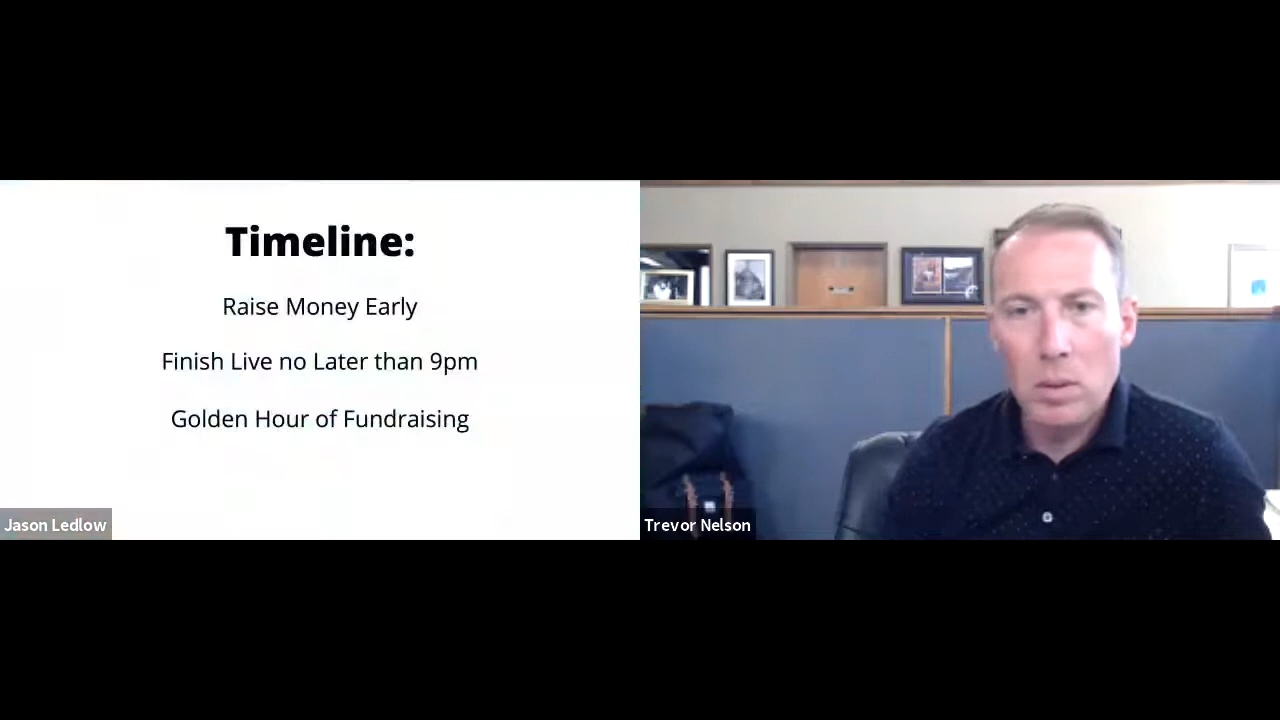 Timeline:
Raise Money Early
Finish Live no Later than 9pm
Golden Hour of Fundraising
Jason Ledlow
Trevor Nelson